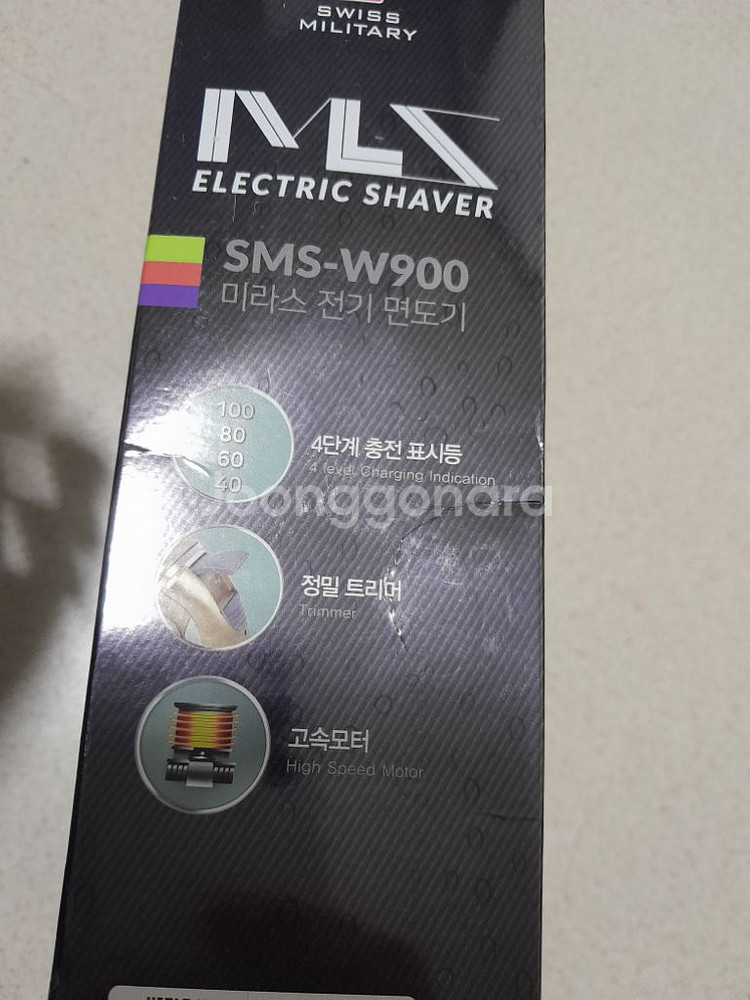 SWISS
MILITARY
MLS
ELECTRIC SHAVER
SMS-W900
미라스 전기 면도기
100
80
60
40
4단계 충전 표시등
4 level Charging Indication
joonggonara
정밀 트리머
Trimmer
고속모터
High Speed Motor